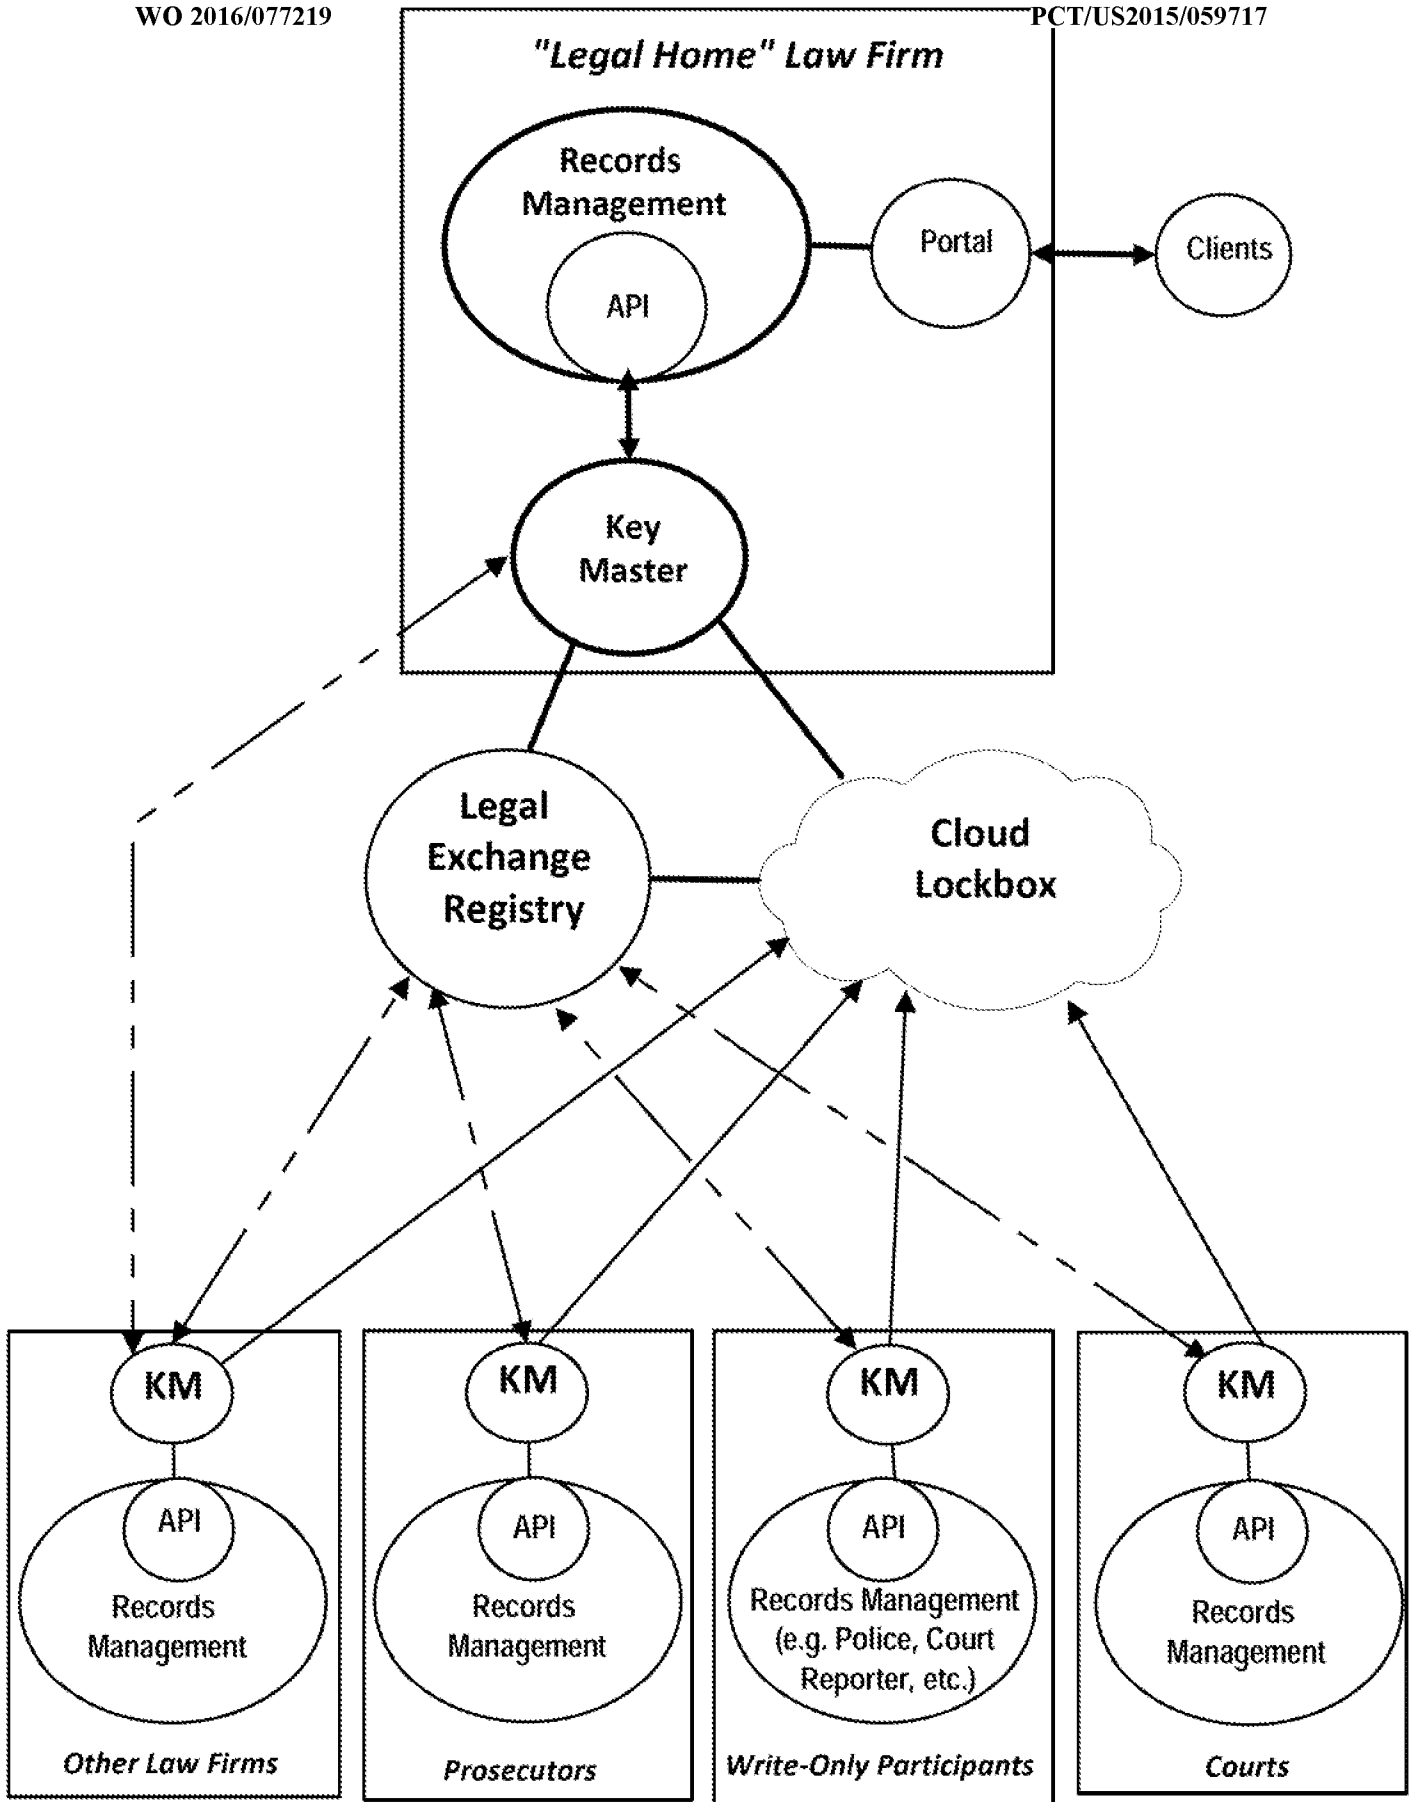 WO 2016/077219
PCT/US2015/059717
"Legal Home" Law Firm
Records
Management
API
Portal
Clients
Key
Master
Legal
Exchange
Registry
Cloud
Lockbox
KM
API
Records
Management
Other Law Firms
KM
API
Records
Management
Prosecutors
KM
API
Records Management
(e.g. Police, Court
Reporter, etc.)
Write-Only Participants
KM
API
Records
Management
Courts